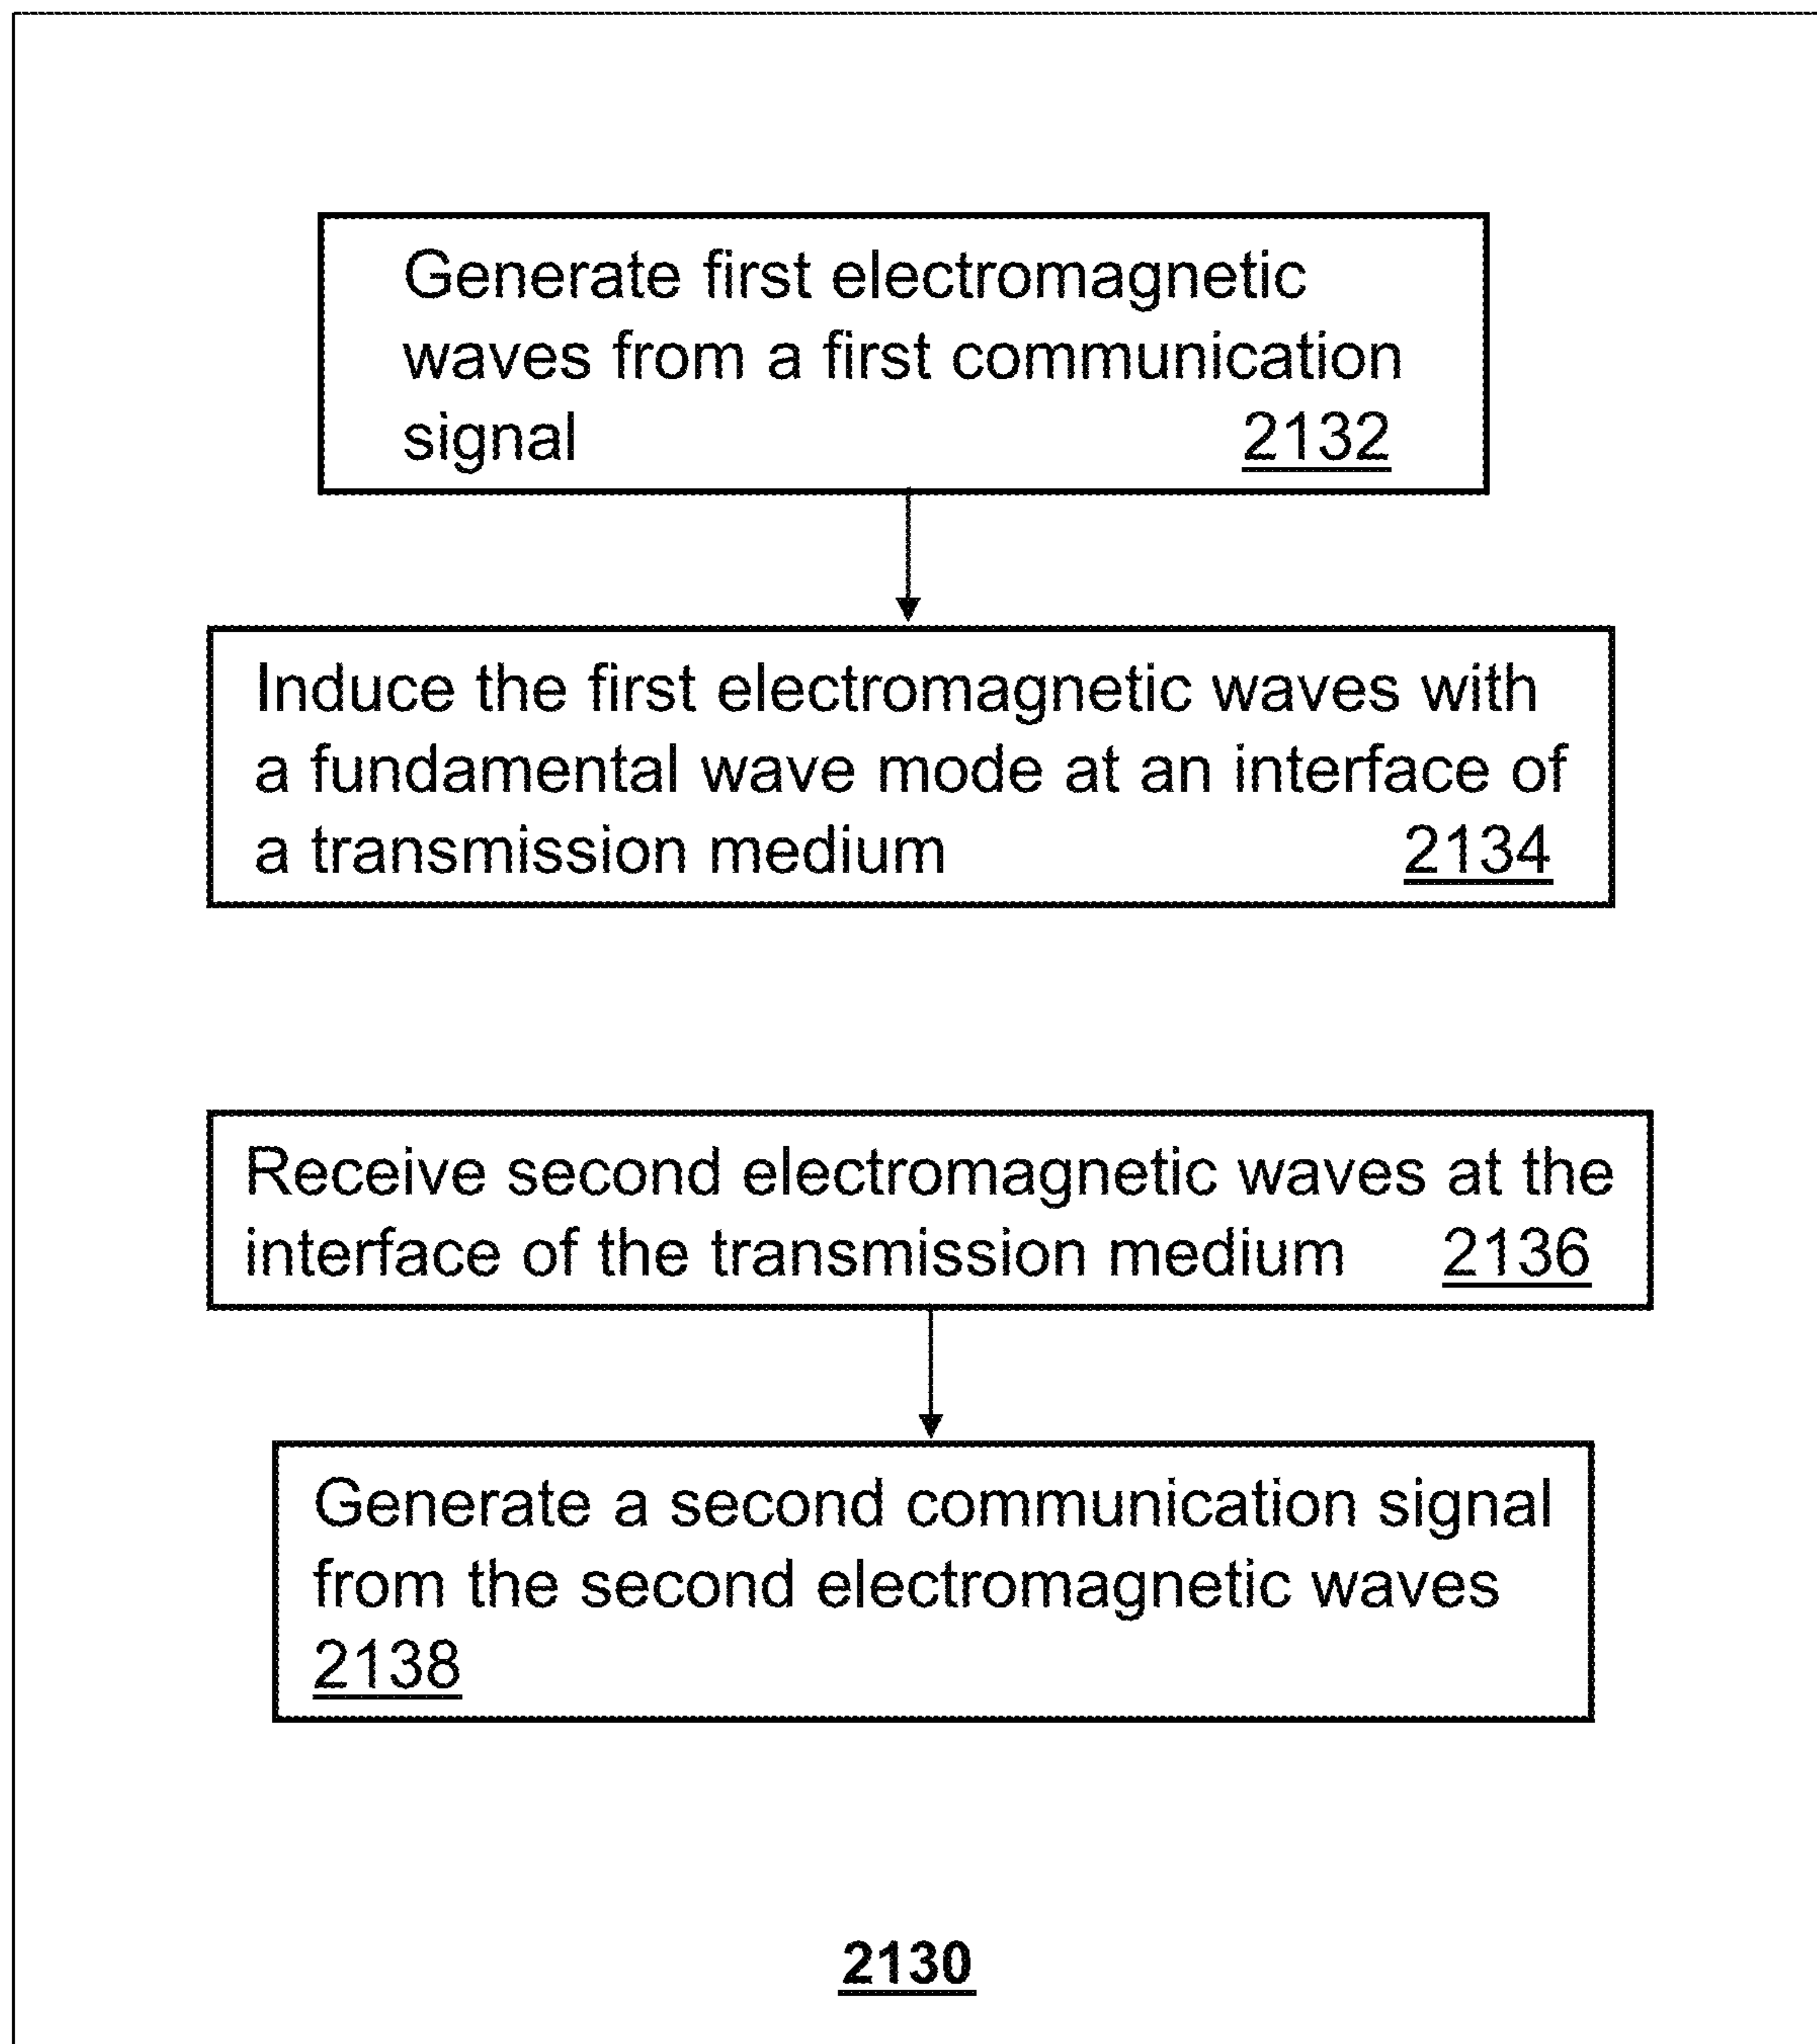 Generate first electromagnetic
waves from a first communication
signal 2132
Induce the first electromagnetic waves with
a fundamental wave mode at an interface of
a transmission medium 2134
Receive second electromagnetic waves at the
interface of the transmission medium 2136
Generate a second communication signal
from the second electromagnetic waves
2138
2130